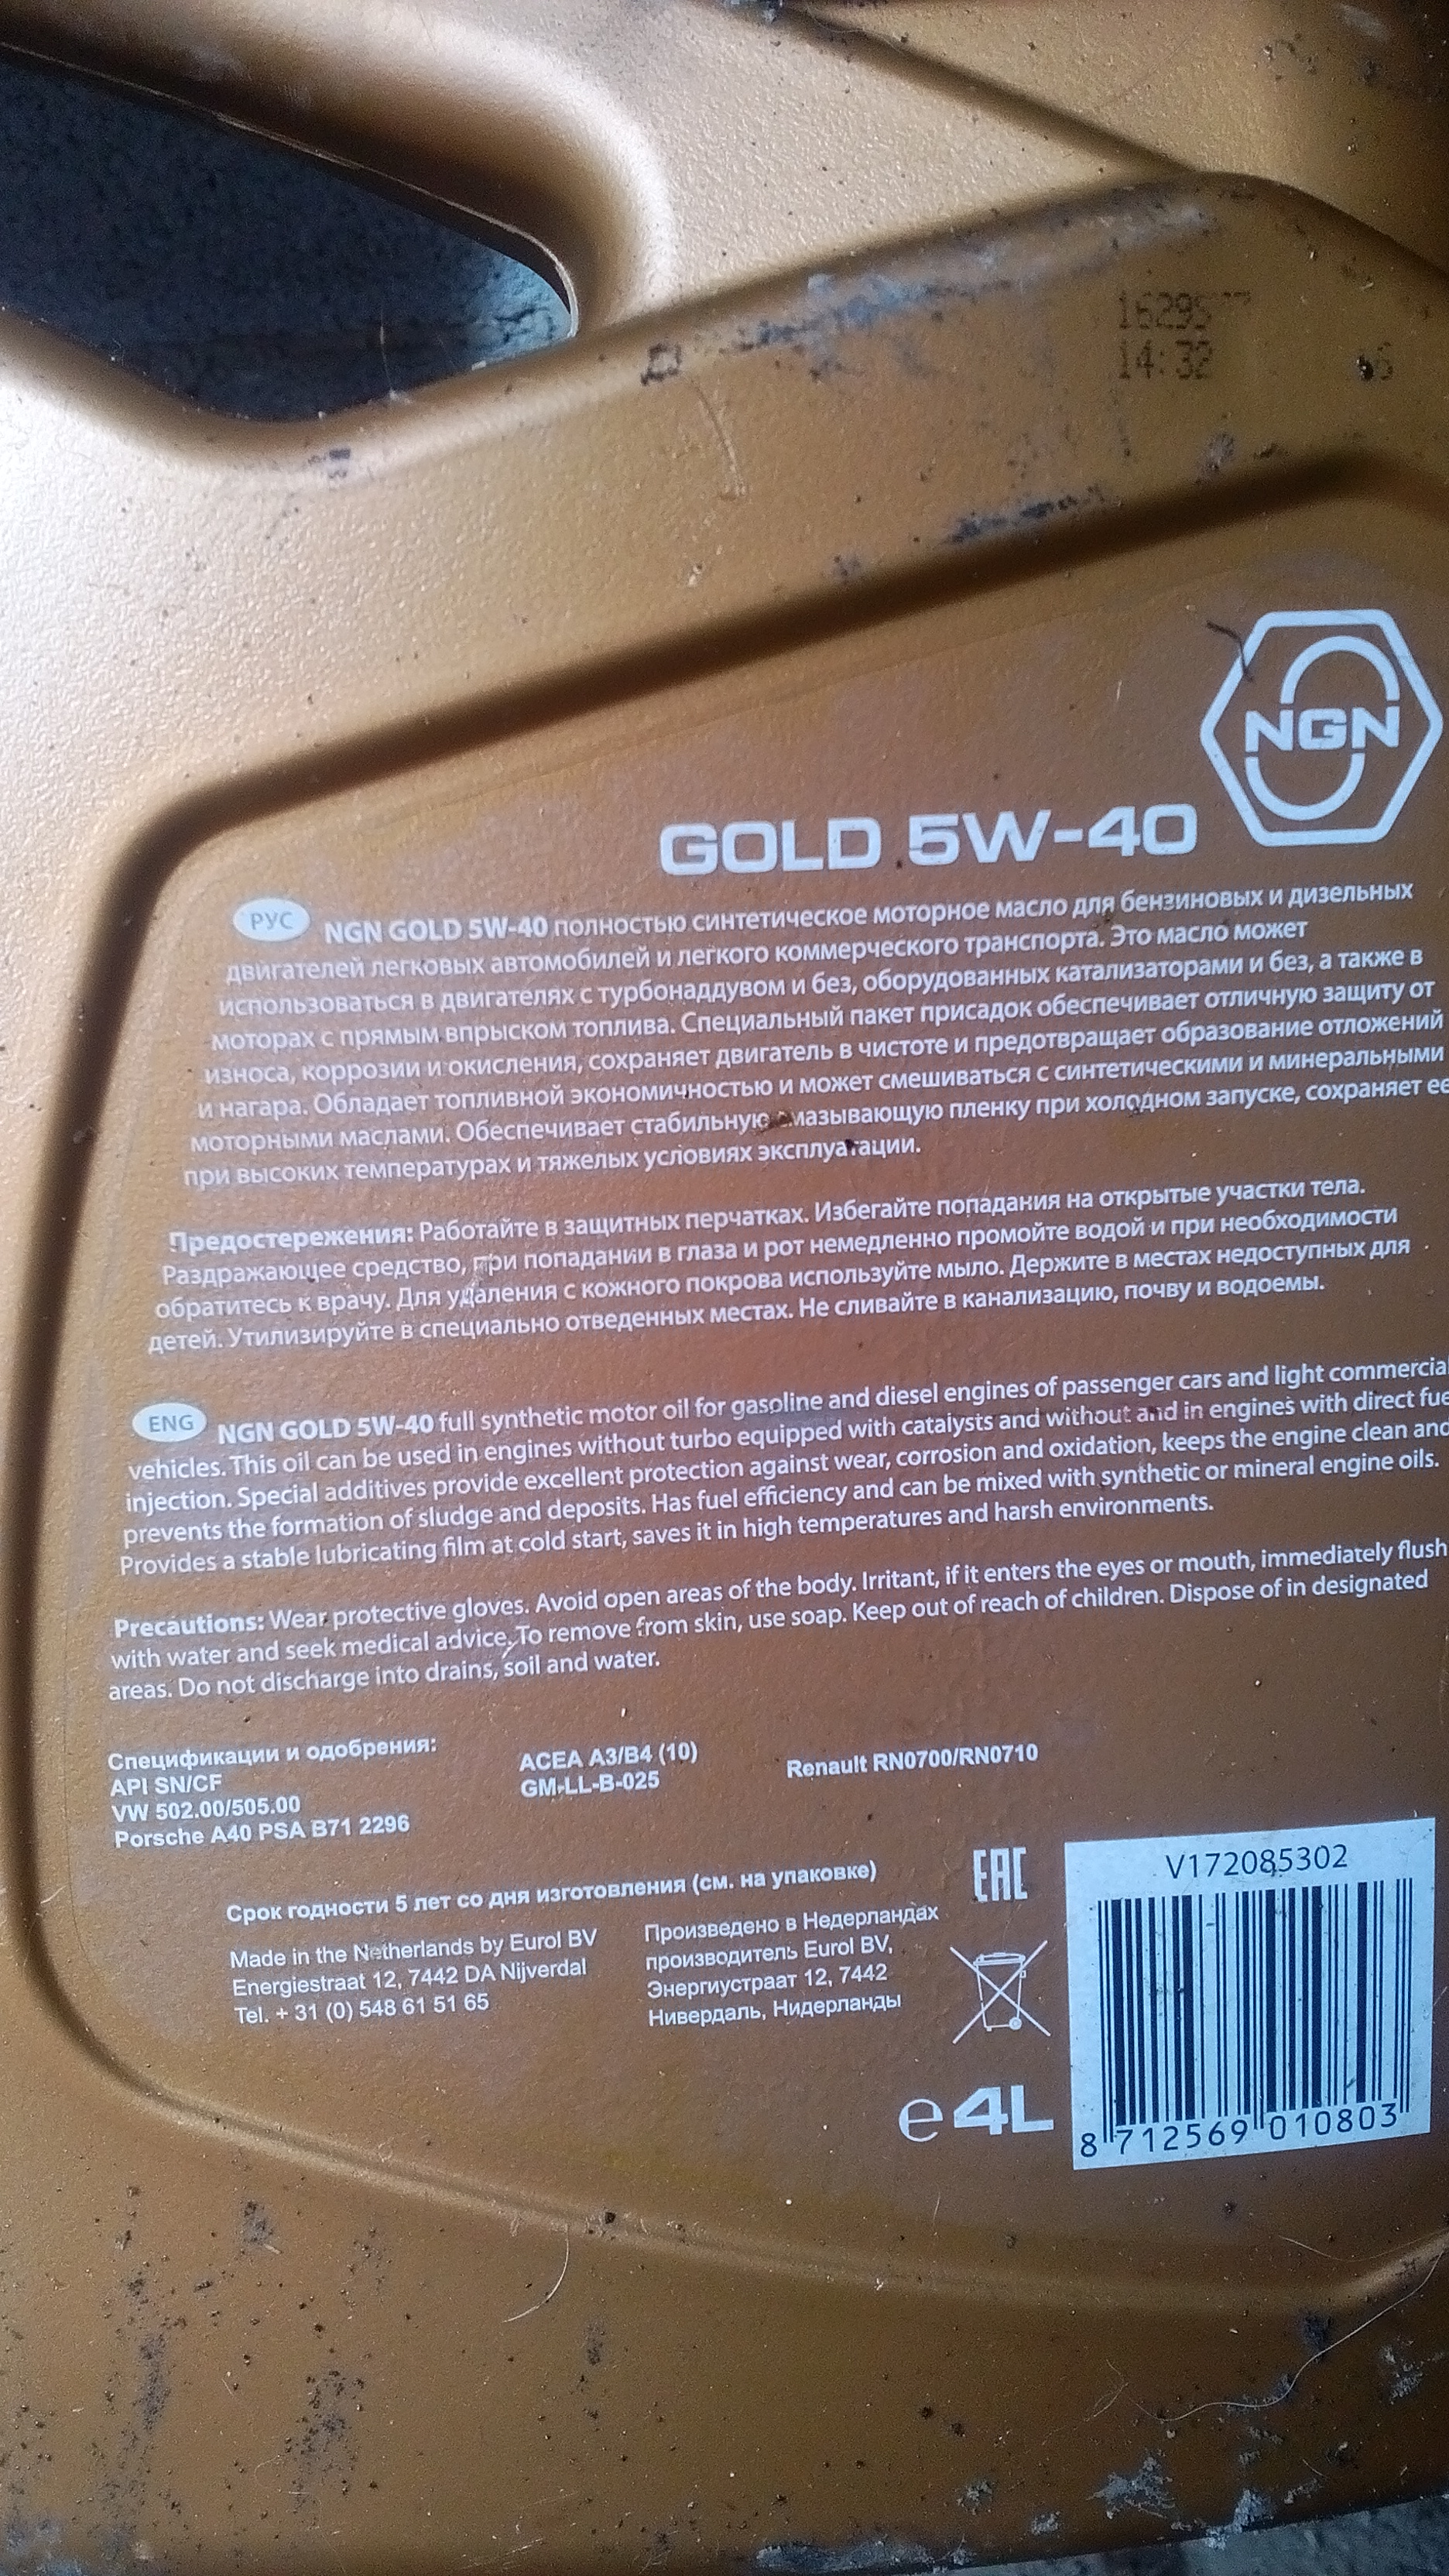 16295
14:32
NGN
GOLD 5W-40
РУС NGN GOLD 5W-40 полностью синтетическое моторное масло для бензиновых и дизельных
двигателей легковых автомобилей и легкого коммерческого транспорта. Это масло может
использоваться в двигателях с турбонаддувом и без, оборудованных катализаторами и без, а также в
моторах с прямым впрыском топлива. Специальный пакет присадок обеспечивает отличную защиту от
износа, коррозии и окисления, сохраняет двигатель в чистоте и предотвращает образование отложений
и нагара. Обладает топливной экономичностью и может смешиваться с синтетическими и минеральными
моторными маслами. Обеспечивает стабильную смазывающую пленку при холодном запуске, сохраняет ее
при высоких температурах и тяжелых условиях эксплуатации.
Предостережения: Работайте в защитных перчатках. Избегайте попадания на открытые участки тела.
Раздражающее средство, при попадании в глаза и рот немедленно промойте водой и при необходимости
обратитесь к врачу. Для удаления с кожного покрова используйте мыло. Держите в местах недоступных для
детей. Утилизируйте в специально отведенных местах. Не сливайте в канализацию, почву и водоемы.
ENG NGN GOLD 5W-40 full synthetic motor oil for gasoline and diesel engines of passenger cars and light commercial
vehicles. This oil can be used in engines without turbo equipped with catalysts and without and in engines with direct fue
injection. Special additives provide excellent protection against wear, corrosion and oxidation, keeps the engine clean and
prevents the formation of sludge and deposits. Has fuel efficiency and can be mixed with synthetic or mineral engine oils.
Provides a stable lubricating film at cold start, saves it in high temperatures and harsh environments.
Precautions: Wear protective gloves. Avoid open areas of the body. Irritant, if it enters the eyes or mouth, immediately flush
with water and seek medical advice. To remove from skin, use soap. Keep out of reach of children. Dispose of in designated
areas. Do not discharge into drains, soil and water.
Спецификации и одобрения:
API SN/CF
VW 502.00/505.00
Porsche A40 PSA B71 2296
ACEA A3/B4 (10)
GM-LL-B-025
Renault RN0700/RN0710
Срок годности 5 лет со дня изготовления (см. на упаковке)
EAC
Made in the Netherlands by Eurol BV
Energiestraat 12, 7442 DA Nijverdal
Tel. + 31 (0) 548 61 51 65
Произведено в Недерландах
производитель Eurol BV,
Энергиустраат 12, 7442
Нивердаль, Нидерланды
e 4L
V172085302
8 712569 010803